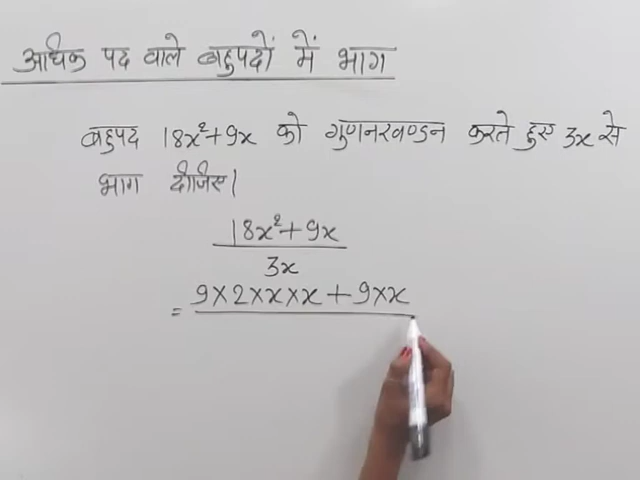 अधिक पद वाले बहुपदों में भाग
बहुपद 18x²+9x को गुणनखण्डन करते हुए 3x से
भाग दीजिए।
18x²+9x
3x
= 9×2×x×x+9×x